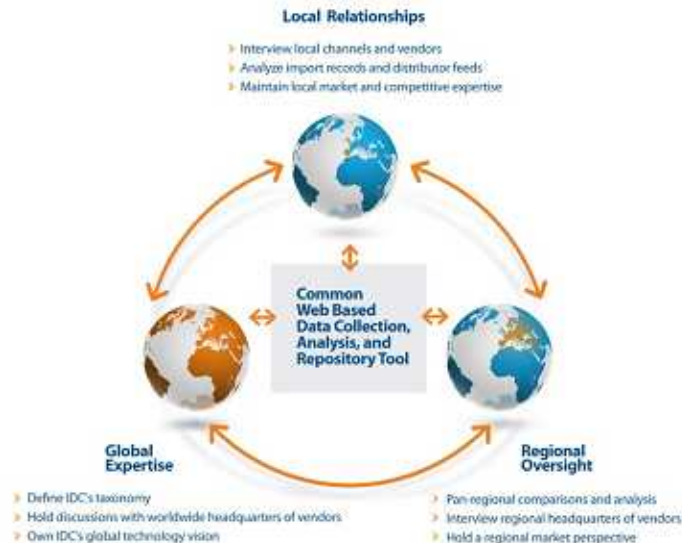 Local Relationships
Interview local channels and vendors
Analyze import records and distributor feeds
Maintain local market and competitive expertise
Common
Web Based
Data Collection,
Analysis, and
Repository Tool
Global
Expertise
Define IDC's taxonomy
Hold discussions with worldwide headquarters of vendors
Own IDC's global technology vision
Regional
Oversight
Pan-regional comparisons and analysis
Interview regional headquarters of vendors
Hold a regional market perspective